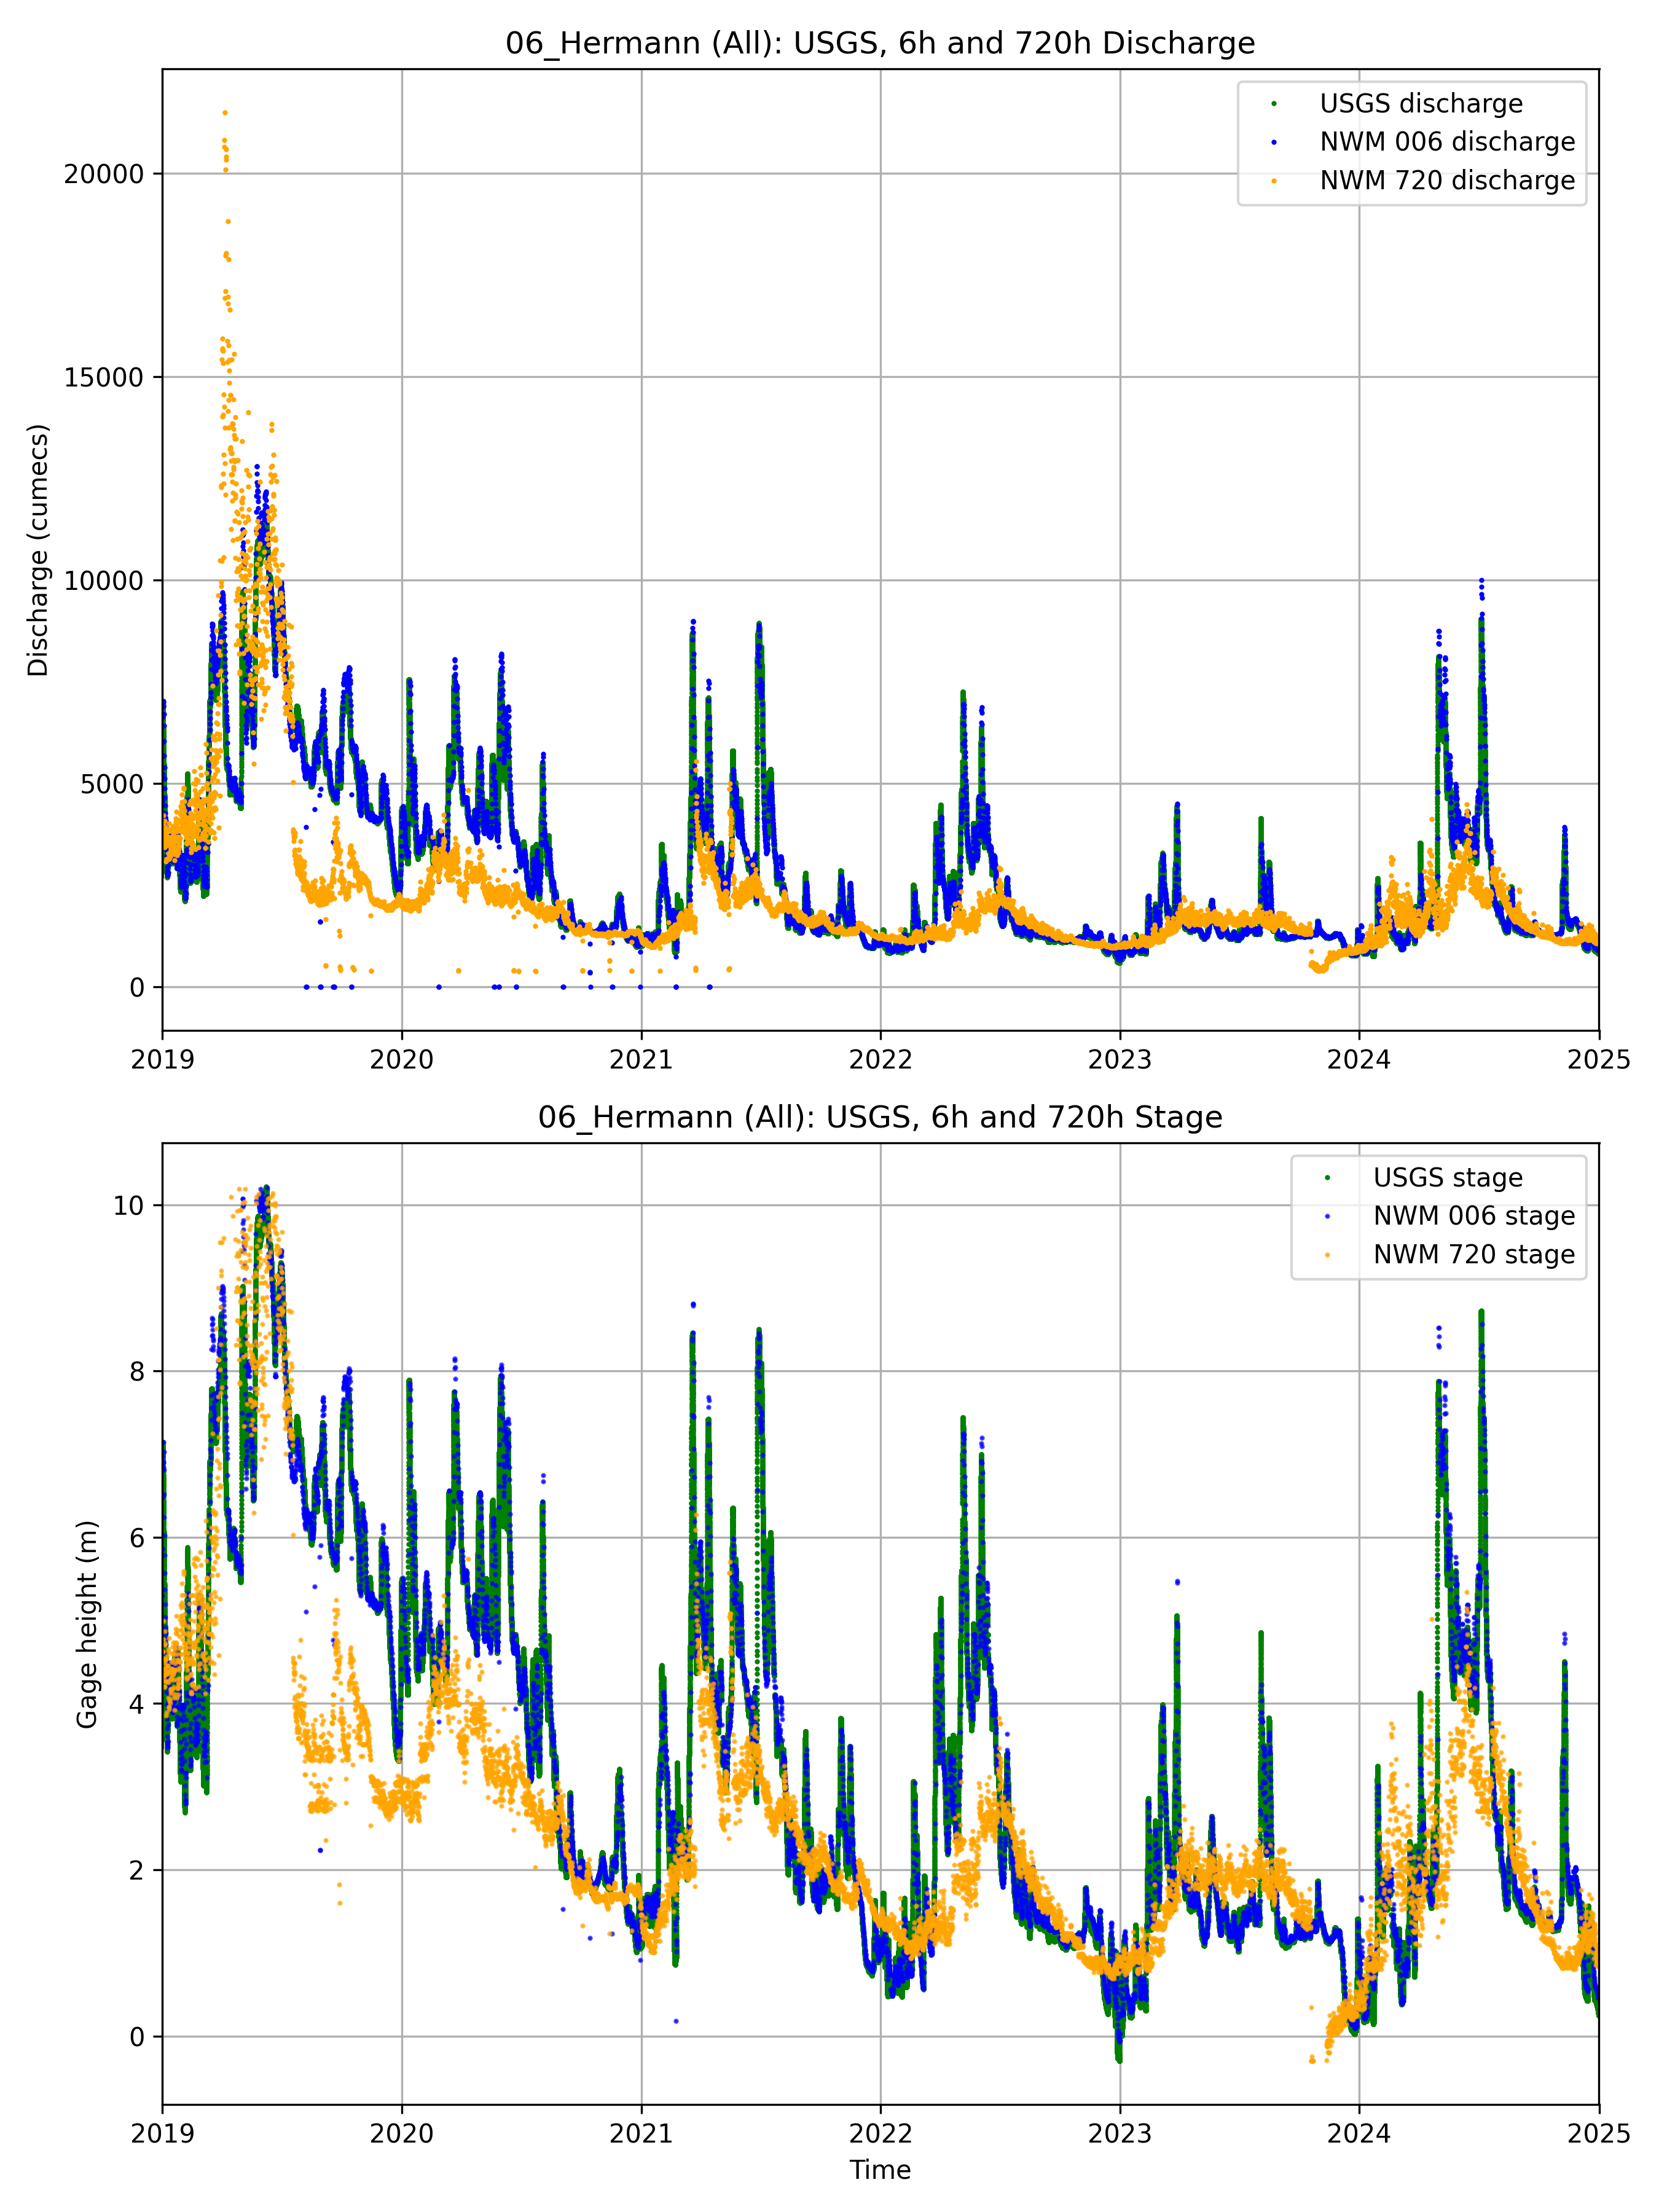 06_Hermann (All): USGS, 6h and 720h Discharge
USGS discharge
NWM 006 discharge
NWM 720 discharge
Discharge (cumecs)
20000
15000
10000
5000
0
2019 2020 2021 2022 2023 2024 2025
06_Hermann (All): USGS, 6h and 720h Stage
USGS stage
NWM 006 stage
NWM 720 stage
Gage height (m)
10
8
6
4
2
0
2019 2020 2021 2022 2023 2024 2025
Time